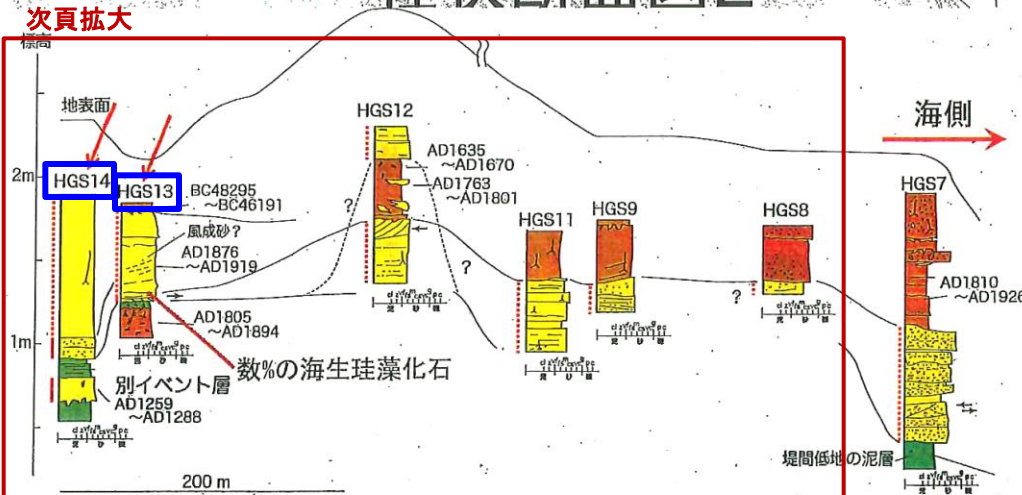 次頁拡大
標高
地表面
海側
2m
1m
HGS14
HGS13
BC48295
~BC46191
風成砂？
AD1876
~AD1919
AD1805
~AD1894
数%の海生珪藻化石
別イベント層
AD1259
~AD1288
HGS12
AD1635
~AD1670
AD1763
~AD1801
?
?
HGS11
HGS9
HGS8
?
HGS7
AD1810
~AD1926
堤間低地の泥層
200 m